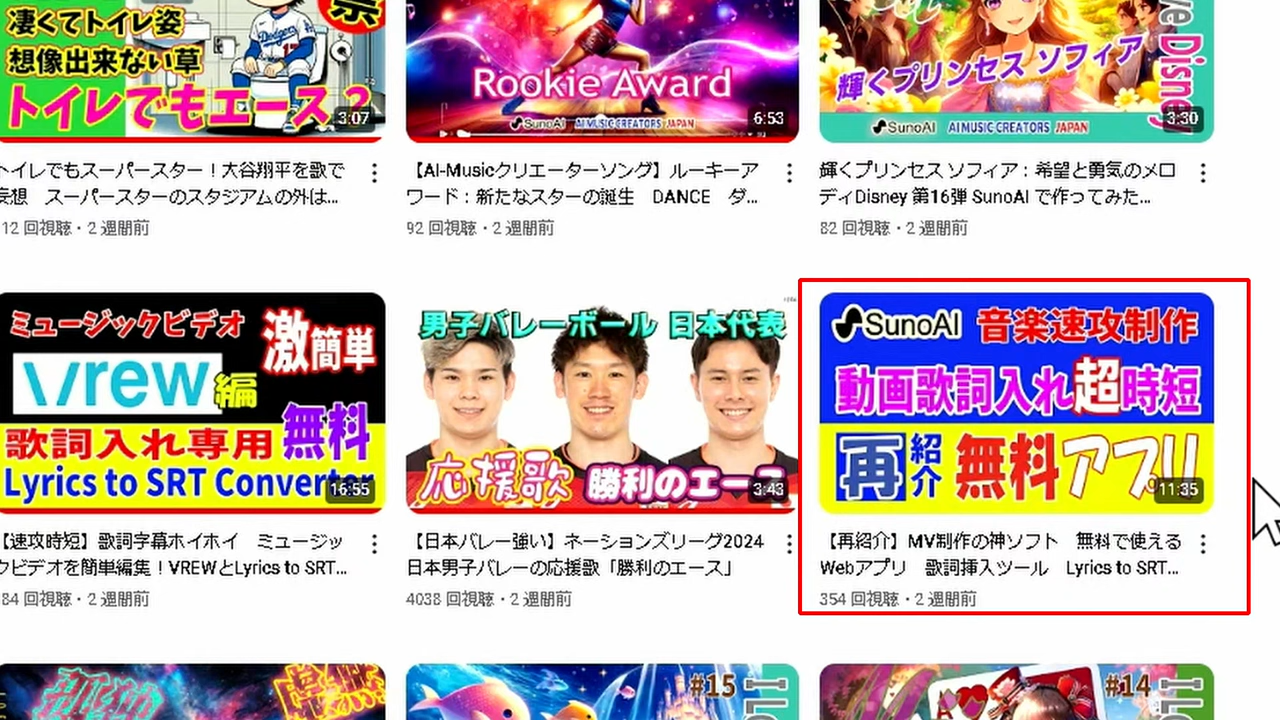 凄くてトイレ姿
想像出来ない草
トイレでもエース?
3:07
Rookie Award
SunoAI AI MUSIC CREATORS JAPAN
6:53
輝くプリンセス ソフィア
ve Disney
SunoAI AI MUSIC CREATORS JAPAN
3:30
トイレでもスーパースター！大谷翔平を歌で
妄想　スーパースターのスタジアムの外は...
12 回視聴・2 週間前
【AI-Musicクリエーターソング】ルーキーア
ワード：新たなスターの誕生　DANCE　ダ...
92 回視聴・2 週間前
輝くプリンセス ソフィア：希望と勇気のメロ
ディDisney 第16弾 SunoAI で作ってみた...
82 回視聴・2 週間前
ミュージックビデオ
激簡単
Vrew編
歌詞入れ専用 無料
Lyrics to SRT Converter
16:55
男子バレーボール 日本代表
応援歌 勝利のエース
3:43
SunoAI 音楽速攻制作
動画歌詞入れ超時短
再紹介 無料アプリ
11:35
【速攻時短】歌詞字幕ホイホイ　ミュージッ
クビデオを簡単編集！VREWとLyrics to SRT...
84 回視聴・2 週間前
【日本バレー強い】ネーションズリーグ2024
日本男子バレーの応援歌「勝利のエース」
4038 回視聴・2 週間前
【再紹介】MV制作の神ソフト　無料で使える
Webアプリ　歌詞挿入ツール　Lyrics to SRT...
354 回視聴・2 週間前
#15
#14